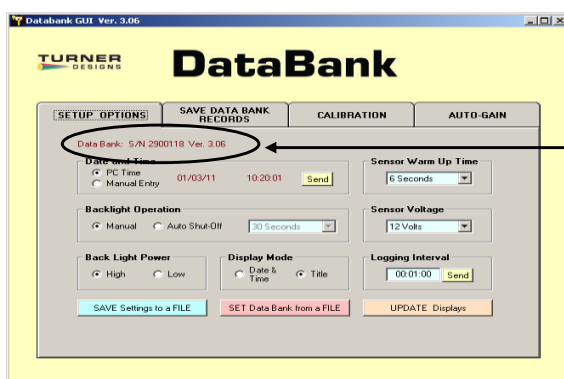 Databank GUI Ver. 3.06
TURNER DESIGNS
DataBank
SETUP OPTIONS
SAVE DATA BANK RECORDS
CALIBRATION
AUTO-GAIN
Data Bank: S/N 2900118 Ver. 3.06
Date and Time
PC Time
Manual Entry
01/03/11 10:20:01 Send
Sensor Warm Up Time
6 Seconds
Backlight Operation
Manual Auto Shut-Off 30 Seconds
Sensor Voltage
12 Volts
Back Light Power
High Low
Display Mode
Date & Time Title
Logging Interval
00:01:00 Send
SAVE Settings to a FILE
SET Data Bank from a FILE
UPDATE Displays